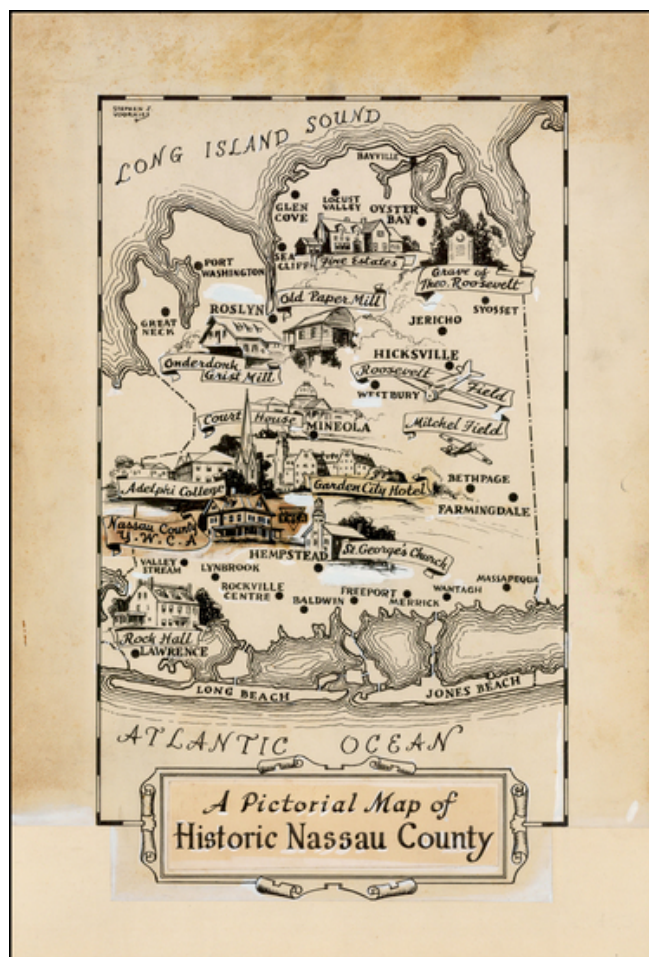 STEPHEN J.
VOORHIES
LONG ISLAND SOUND
BAYVILLE
GLEN
COVE
LOCUST
VALLEY
OYSTER
BAY
SEA
CLIFF
Fine Estates
Grave of
Theo. Roosevelt
PORT
WASHINGTON
Old Paper Mill
SYOSSET
ROSLYN
GREAT
NECK
JERICHO
Onderdonk
Grist Mill
HICKSVILLE
Roosevelt
Field
WESTBURY
Court House
MINEOLA
Mitchel Field
Adelphi College
Garden City Hotel
BETHPAGE
FARMINGDALE
Nassau County
Y.W.C.A
HEMPSTEAD
St. George's Church
VALLEY
STREAM
LYNBROOK
ROCKVILLE
CENTRE
BALDWIN
FREEPORT
MERRICK
WANTAGH
MASSAPEQUA
Rock Hall
LAWRENCE
LONG BEACH
JONES BEACH
ATLANTIC OCEAN
A Pictorial Map of
Historic Nassau County